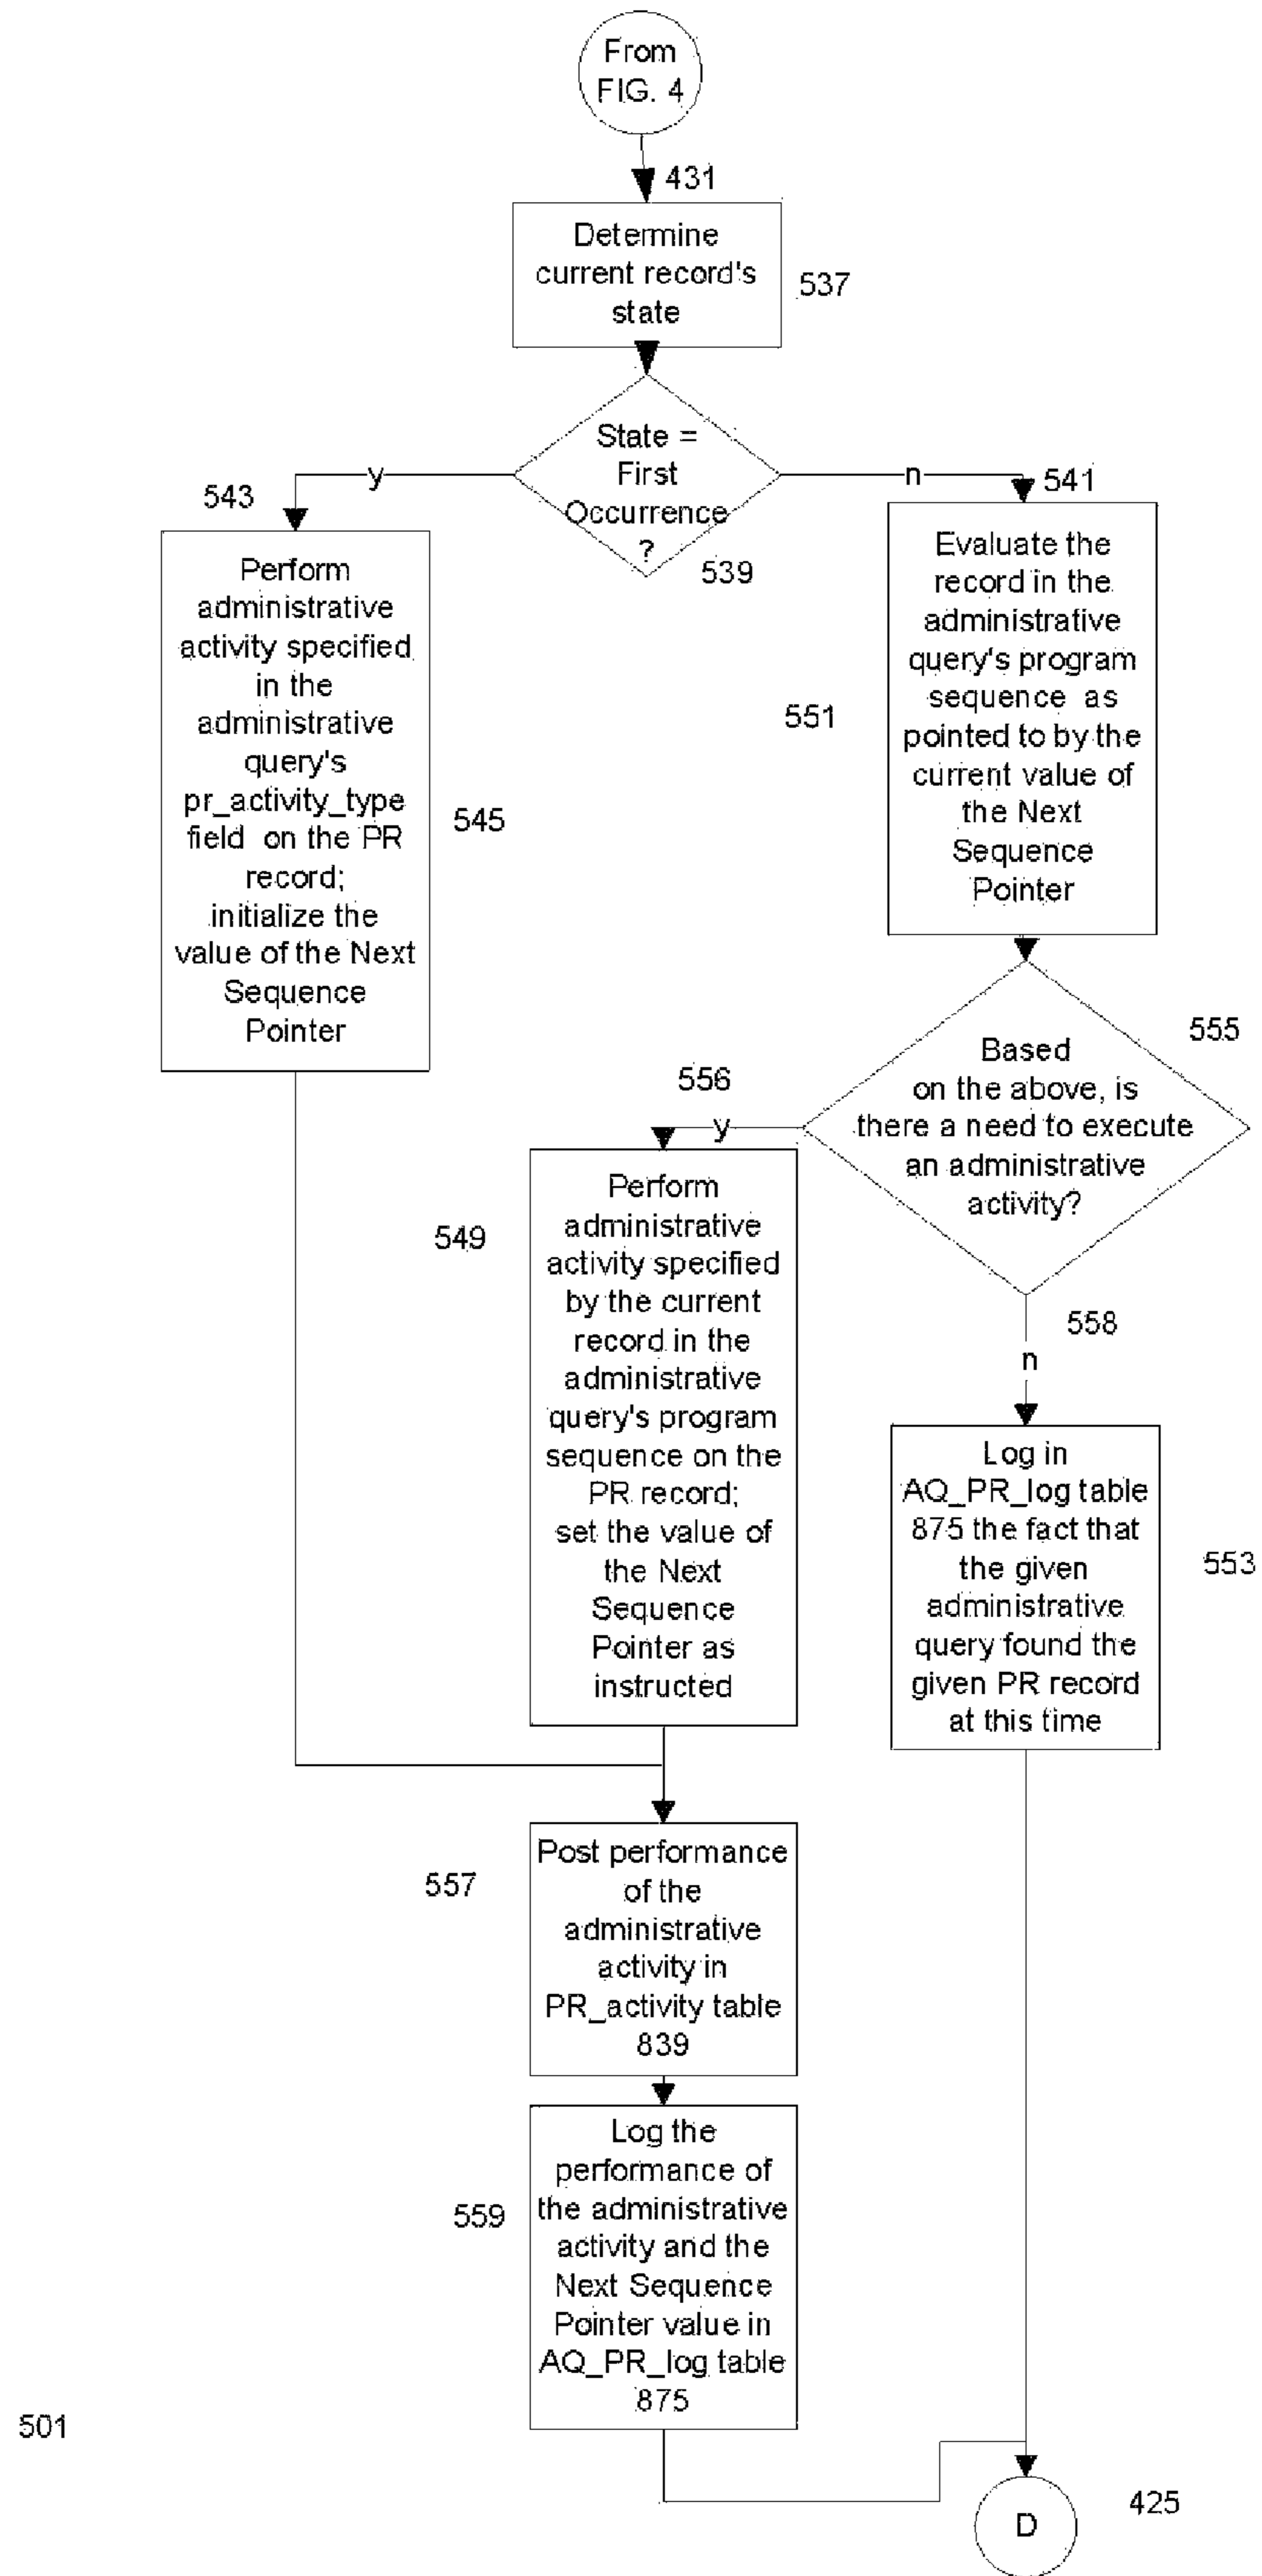 From
FIG. 4
431
Determine
current record's
state
537
State =
First
Occurrence
?
539
y
n
543
541
Perform
administrative
activity specified
in the
administrative
query's
pr_activity_type
field on the PR
record;
initialize the
value of the Next
Sequence
Pointer
545
Evaluate the
record in the
administrative
query's program
sequence as
pointed to by the
current value of
the Next
Sequence
Pointer
551
Based
on the above, is
there a need to execute
an administrative
activity?
555
556
y
558
n
Perform
administrative
activity specified
by the current
record in the
administrative
query's program
sequence on the
PR record;
set the value of
the Next
Sequence
Pointer as
instructed
549
Log in
AQ_PR_log table
875 the fact that
the given
administrative
query found the
given PR record
at this time
553
Post performance
of the
administrative
activity in
PR_activity table
839
557
Log the
performance of
the administrative
activity and the
Next Sequence
Pointer value in
AQ_PR_log table
875
559
501
D
425